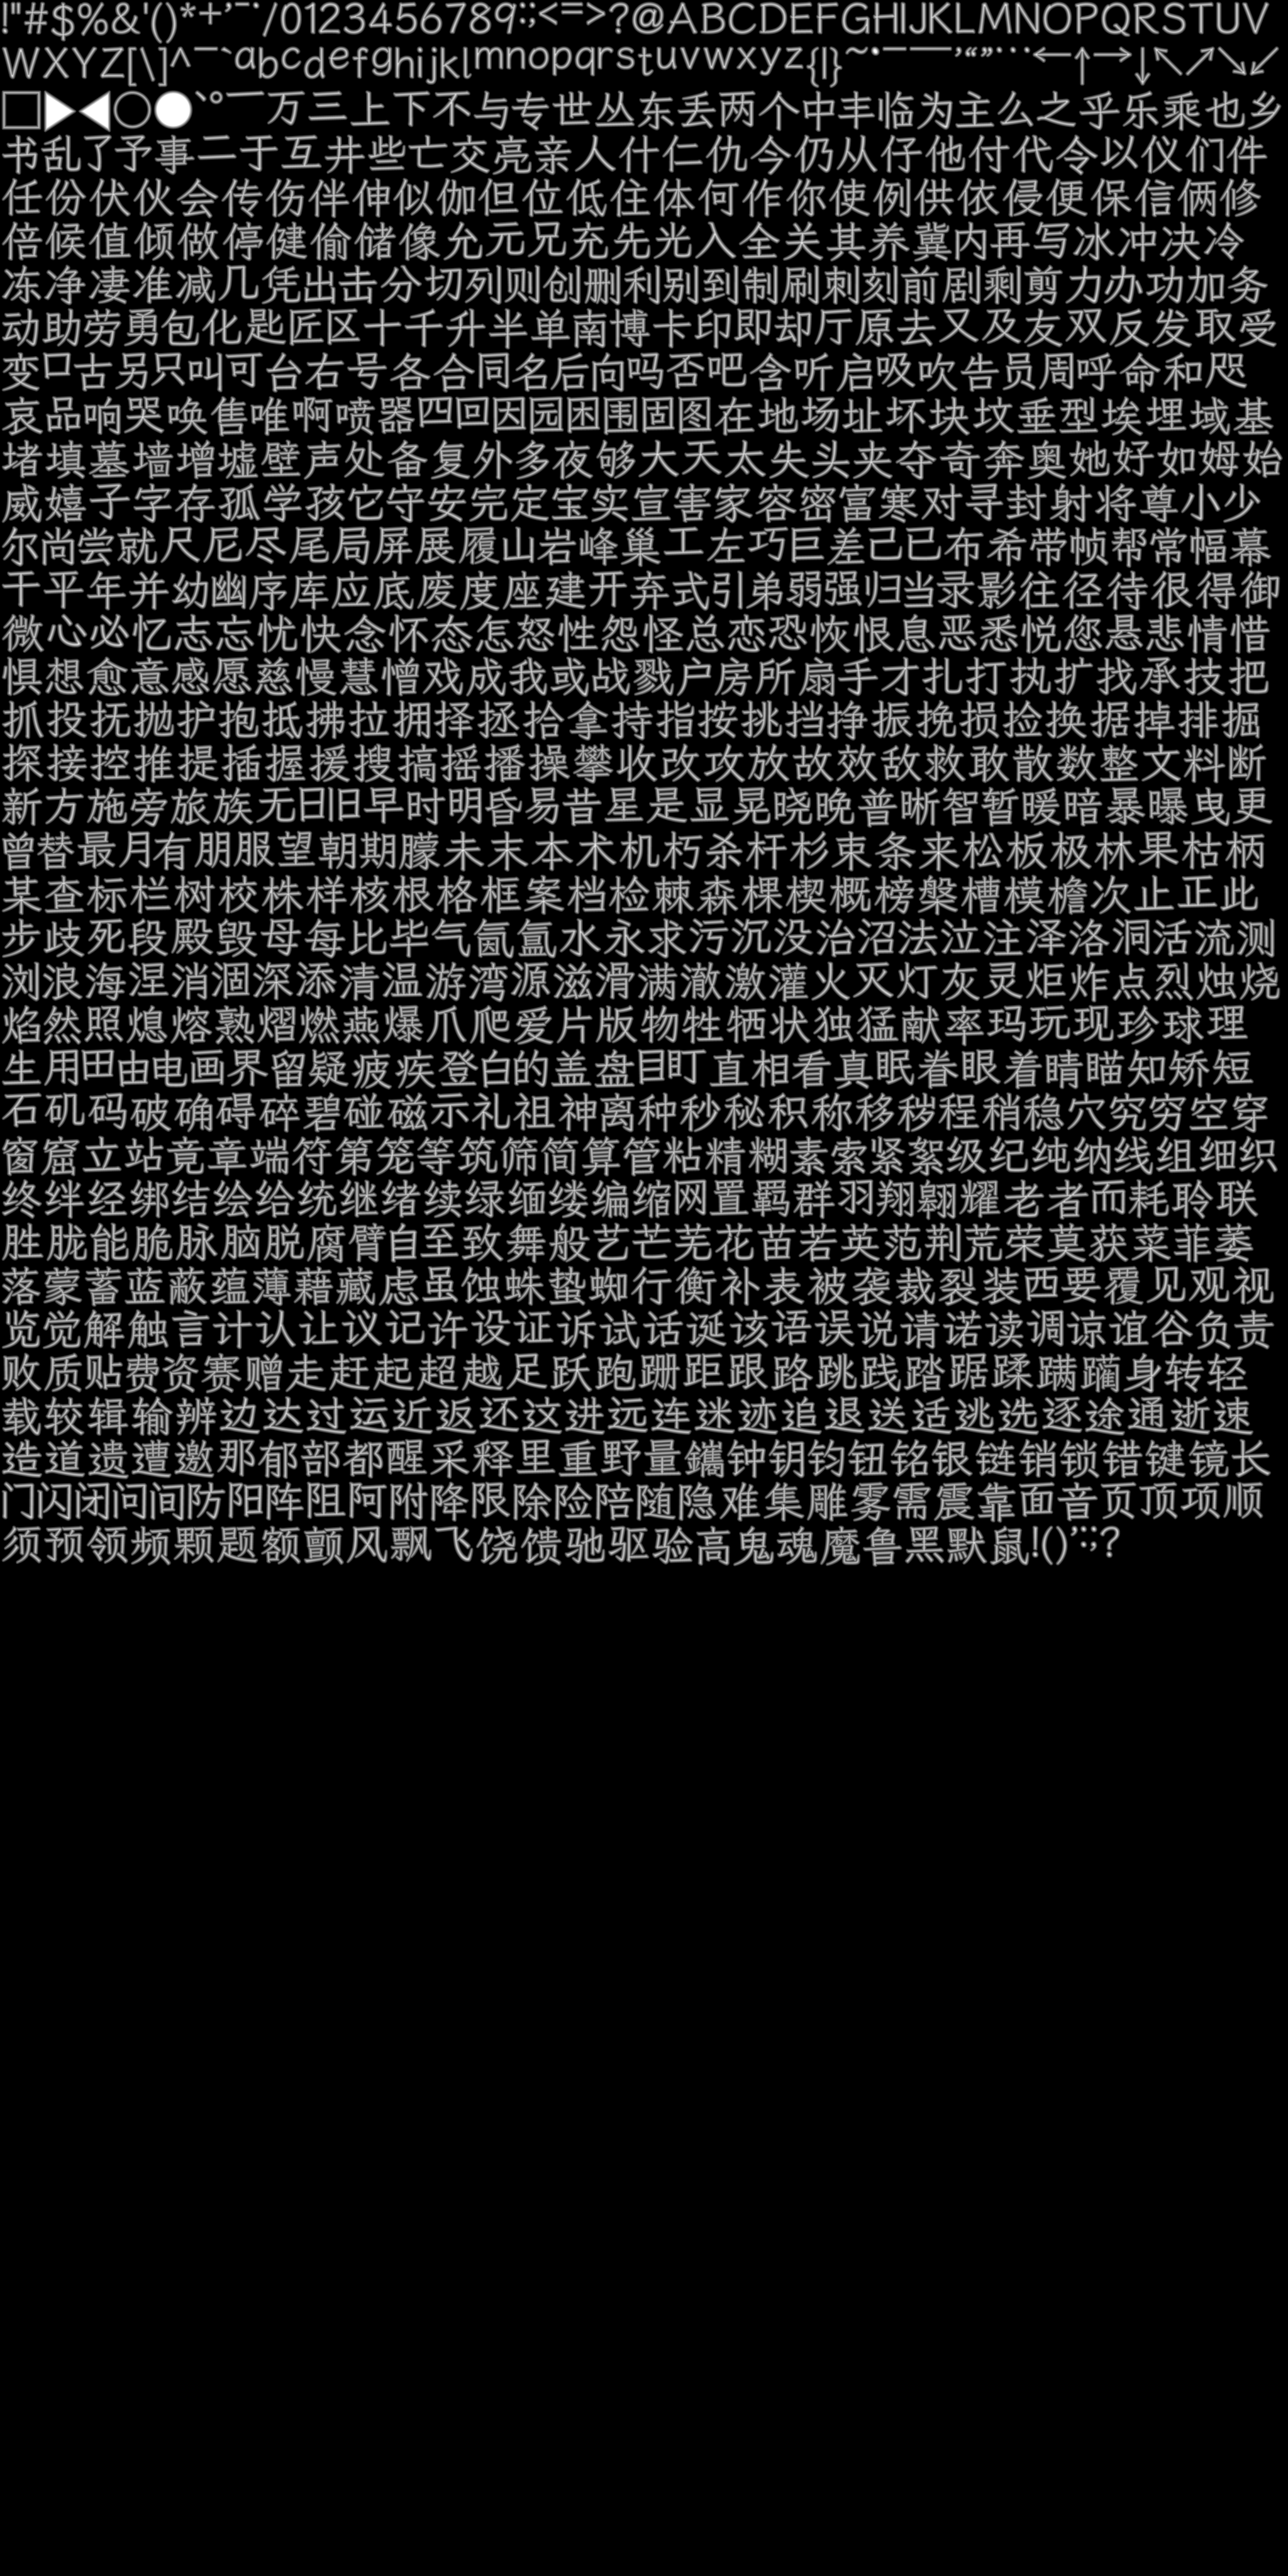 !"#$%&'()*+,-./0123456789:;<=>?@ABCDEFGHIJKLMNOPQRSTUV
WXYZ[\]^_`abcdefghijklmnopqrstuvwxyz{|}~·–—‘“”…←↑→↓↖↗↘↙
□▶◀○●、。一万三上下不与专世丛东丢两个中丰临为主么之乎乐乘也乡
书乱了予事二于互井些亡交亮亲人什仁仇今仍从仔他付代令以仪们件
任份伏伙会传伤伴伸似伽但位低住体何作你使例供依侵便保信俩修
倍候值倾做停健偷储像允元兄充先光入全关其养冀内再写冰冲决冷
冻净凄准减几凭出击分切列则创删利别到制刷刺刻前剧剩剪力办功加务
动助劳勇包化匙匠区十千升半单南博卡印即却厅原去又及友双反发取受
变口古另只叫可台右号各合同名后向吗否吧含听启吸吹告员周呼命和咫
哀品响哭唤售唯啊喷器四回因园困围固图在地场址坏块坟垂型埃埋域基
堵填墓墙增墟壁声处备复外多夜够大夭太失头夹夺奇奔奥她好如姆始
威嬉子字存孤学孩它守安完定宝实宣害家容密富寒对寻封射将尊小少
尔尚尝就尺尼尽尾局屏展履山岩峰巢工左巧巨差己已布希带帧帮常幅幕
干平年并幼幽序库应底废度座建开弃式引弟弱强归当录影往径待很得御
微心必忆志忘忧快念怀态怎怒性怨怪总恋恐恢恨息恶悉悦您悬悲情惜
惧想愈意感愿慈慢慧憎戏成我或战戮户房所扇手才扎打执扩找承技把
抓投抚抛护抱抵拂拉拥择拯拾拿持指按挑挡挣振挽损捡换据掉排掘
探接控推提插握援搜搞摇播操攀收改攻放故效敌救敢散数整文料断
新方施旁旅族无日旧早时明昏易昔星是显晃晓晚普晰智暂暖暗暴曝曳更
曾替最月有朋服望朝期朦未末本术机朽杀杆杉束条来松板极林果枯柄
某查标栏树校株样核根格框案档检棘森棵楔概榜槃槽模檐次止正此
步歧死段殿毁母每比毕气氤氲水永求污沉没治沼法泣注泽洛洞活流测
浏浪海涅消涸深添清温游湾源滋滑满澈激灌火灭灯灰灵炬炸点烈烛烧
焰然照熄熔熟熠燃燕爆爪爬爱片版物牲牺状独猛献率玛玩现珍球理
生用田由电画界留疑疲疾登白的盖盘目盯直相看真眠眷眼着睛瞄知矫短
石矶码破确碍碎碧碰磁示礼祖神离种秒秘积称移秽程稍稳穴究穷空穿
窗窟立站竟章端符第笼等筑筛简算管粘精糊素索紧絮级纪纯纳线组细织
终绊经绑结绘给统继绪续绿缅缕编缩网置羁群羽翔翱耀老者而耗聆联
胜胧能脆脉脑脱腐臂自至致舞般艺芒芜花苗若英范荆荒荣莫获菜菲萎
落蒙蓄蓝蔽蕴薄藉藏虑虽蚀蛛蛰蜘行衡补表被袭裁裂装西要覆见观视
览觉解触言计认让议记许设证诉试话诞该语误说请诺读调谅谊谷负责
败质贴费资赛赠走赶起超越足跃跑跚距跟路跳践踏踞蹂蹒躏身转轻
载较辑输辨边达过运近返还这进远连迷迹追退送适逃选逐途通逝速
造道遗遭邀那郁部都醒采释里重野量鑴钟钥钧钮铭银链销锁错键镜长
门闪闭问间防阳阵阻阿附降限除险陪随隐难集雕雾需震靠面音页顶项顺
须预领频颗题额颤风飘飞饶馈驰驱验高鬼魂魔鲁黑默鼠!(),:;?